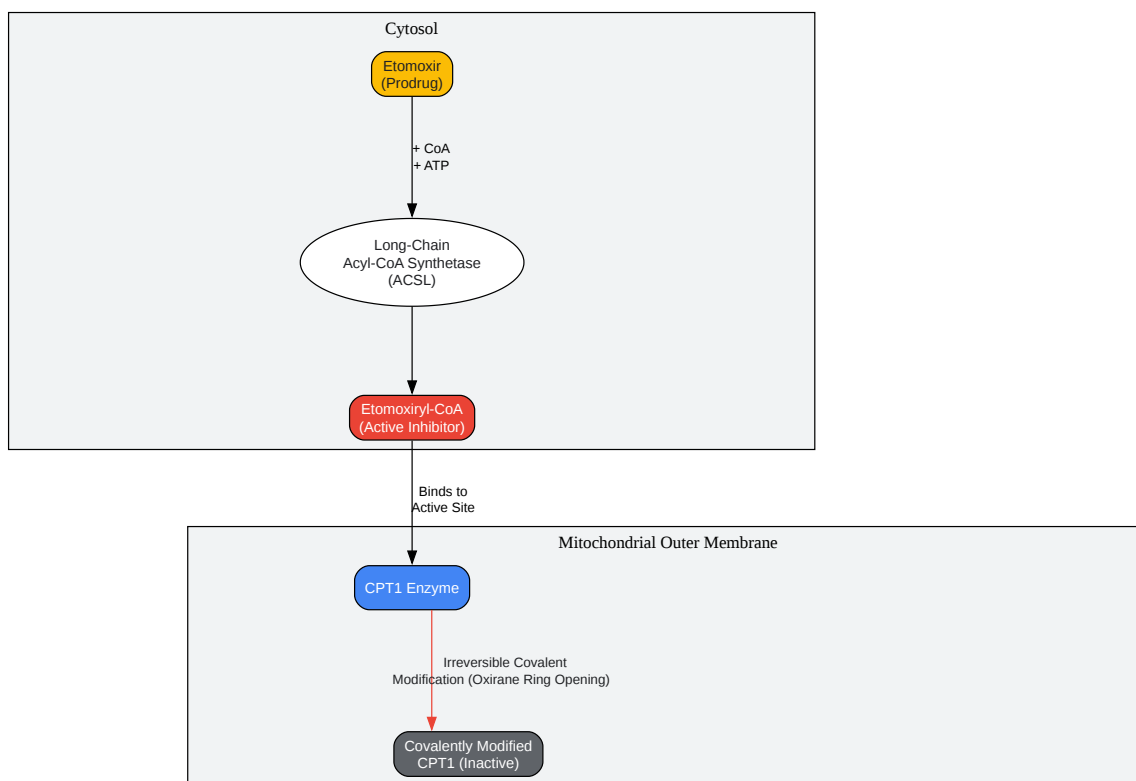 Cytosol
Etomoxir
(Prodrug)
+ CoA
+ ATP
Long-Chain
Acyl-CoA Synthetase
(ACSL)
Etomoxiryl-CoA
(Active Inhibitor)
Binds to
Active Site
Mitochondrial Outer Membrane
CPT1 Enzyme
Irreversible Covalent
Modification (Oxirane Ring Opening)
Covalently Modified
CPT1 (Inactive)